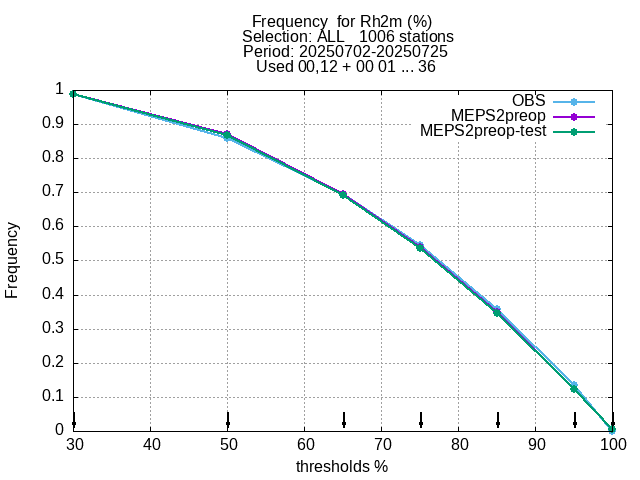 Frequency  for Rh2m (%)
Selection: ALL   1006 stations
Period: 20250702-20250725
Used 00,12 + 00 01 ... 36
OBS
MEPS2preop
MEPS2preop-test
Frequency
1
0.9
0.8
0.7
0.6
0.5
0.4
0.3
0.2
0.1
0
30 40 50 60 70 80 90 100
thresholds %